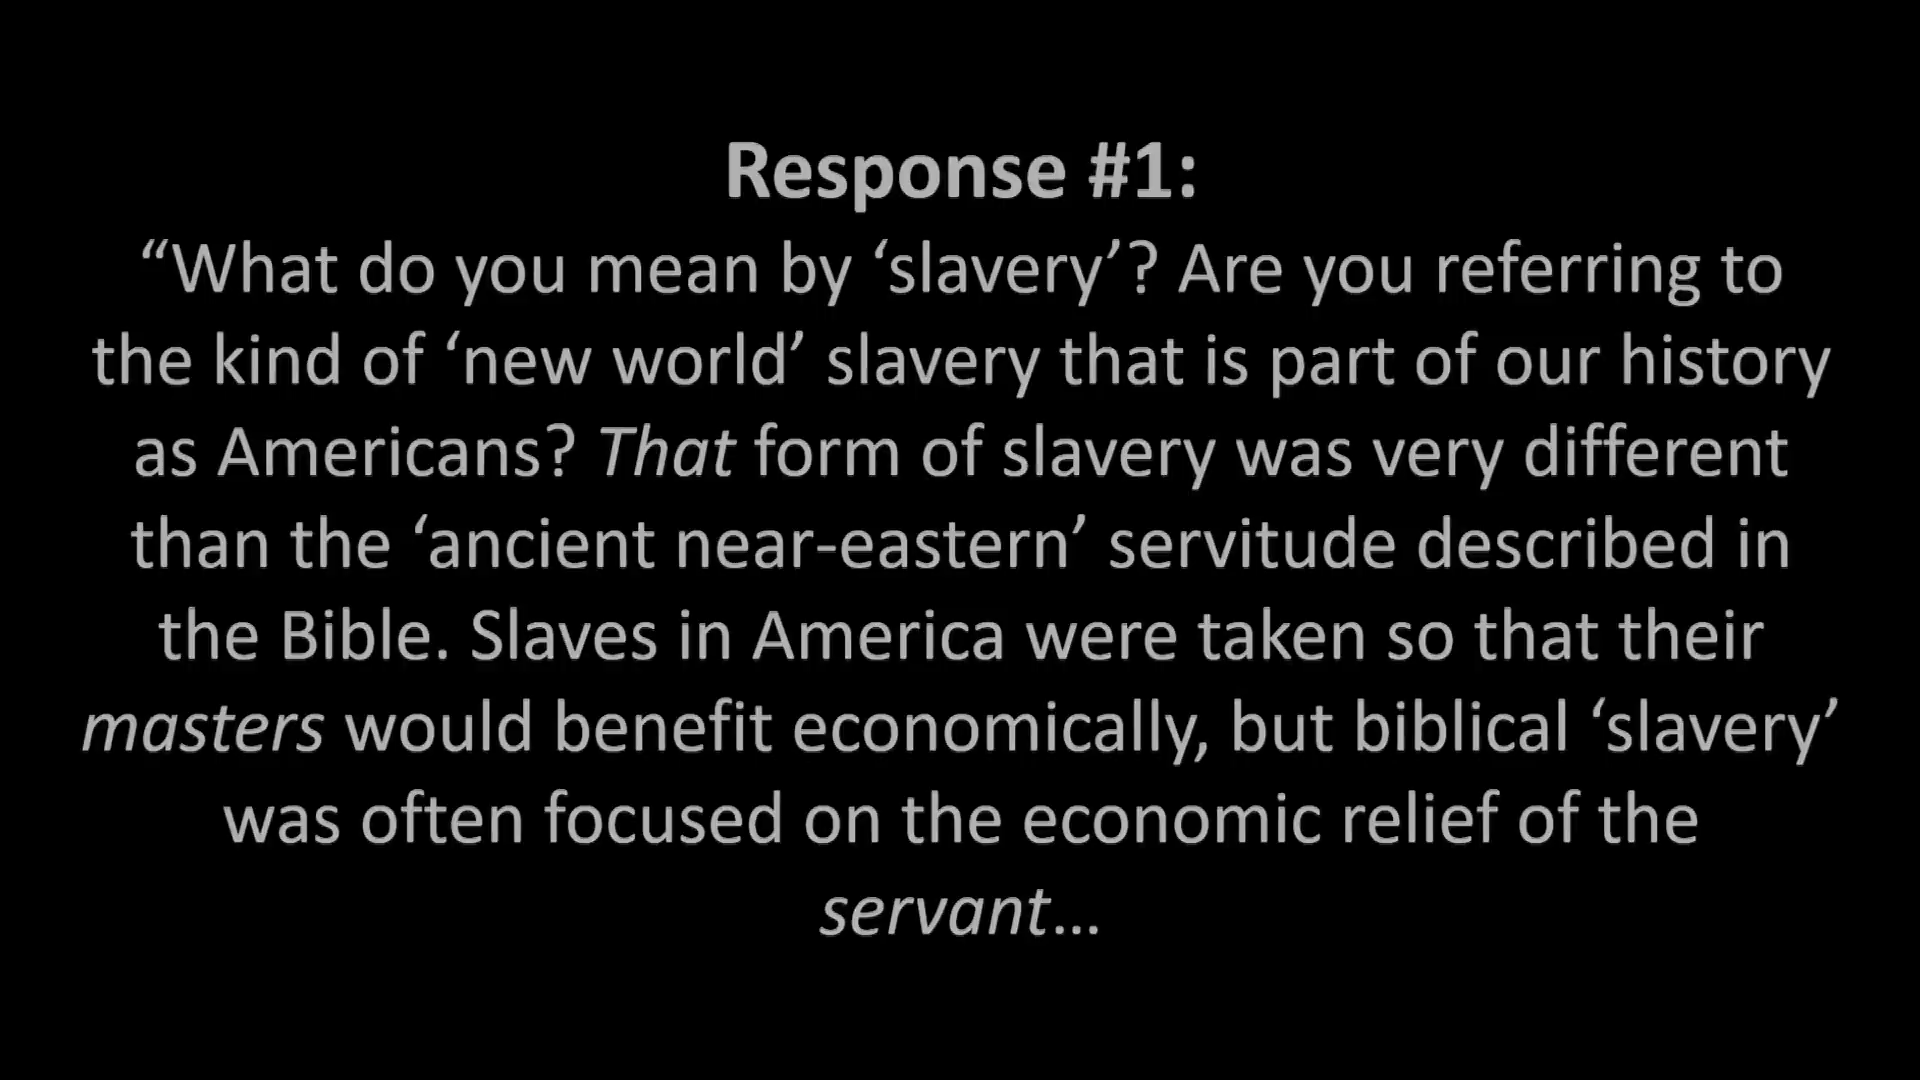 Response #1:
“What do you mean by ‘slavery’? Are you referring to
the kind of ‘new world’ slavery that is part of our history
as Americans? That form of slavery was very different
than the ‘ancient near-eastern’ servitude described in
the Bible. Slaves in America were taken so that their
masters would benefit economically, but biblical ‘slavery’
was often focused on the economic relief of the
servant…